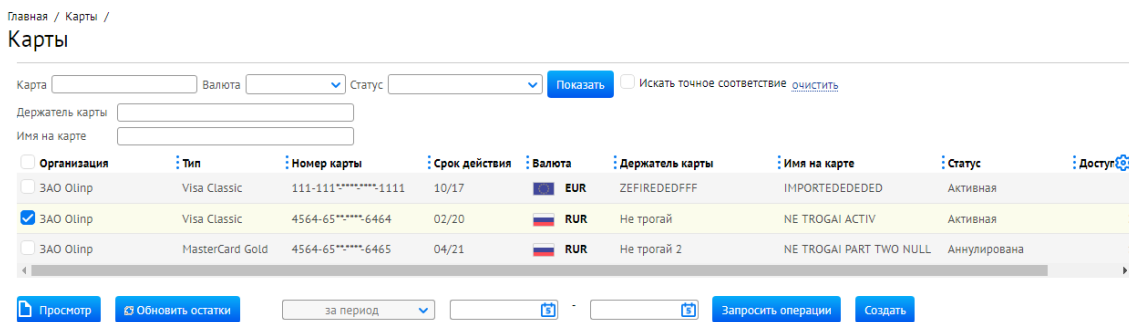 Главная / Карты /
Карты
Карта Валюта Статус Показать Искать точное соответствие очистить
Держатель карты
Имя на карте
Организация Тип Номер карты Срок действия Валюта Держатель карты Имя на карте Статус Доступ
ЗАО Olinp Visa Classic 111-111*-****-****-1111 10/17 EUR ZEFIREDEDFFF IMPORTEDEDEDED Активная
ЗАО Olinp Visa Classic 4564-65**-****-6464 02/20 RUR Не трогай NE TROGAI ACTIV Активная
ЗАО Olinp MasterCard Gold 4564-65**-****-6465 04/21 RUR Не трогай 2 NE TROGAI PART TWO NULL Аннулирована
Просмотр Обновить остатки за период - Запросить операции Создать